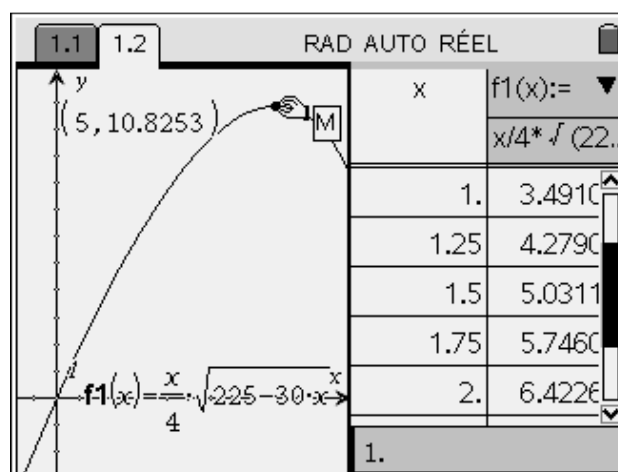 1.1 1.2 RAD AUTO RÉEL
y
(5,10.8253)
M
f1(x)=x/4·√225-30·x
x
x f1(x):= ▼
x/4*√(22..
1. 3.4910
1.25 4.2790
1.5 5.0311
1.75 5.7460
2. 6.4226
1.